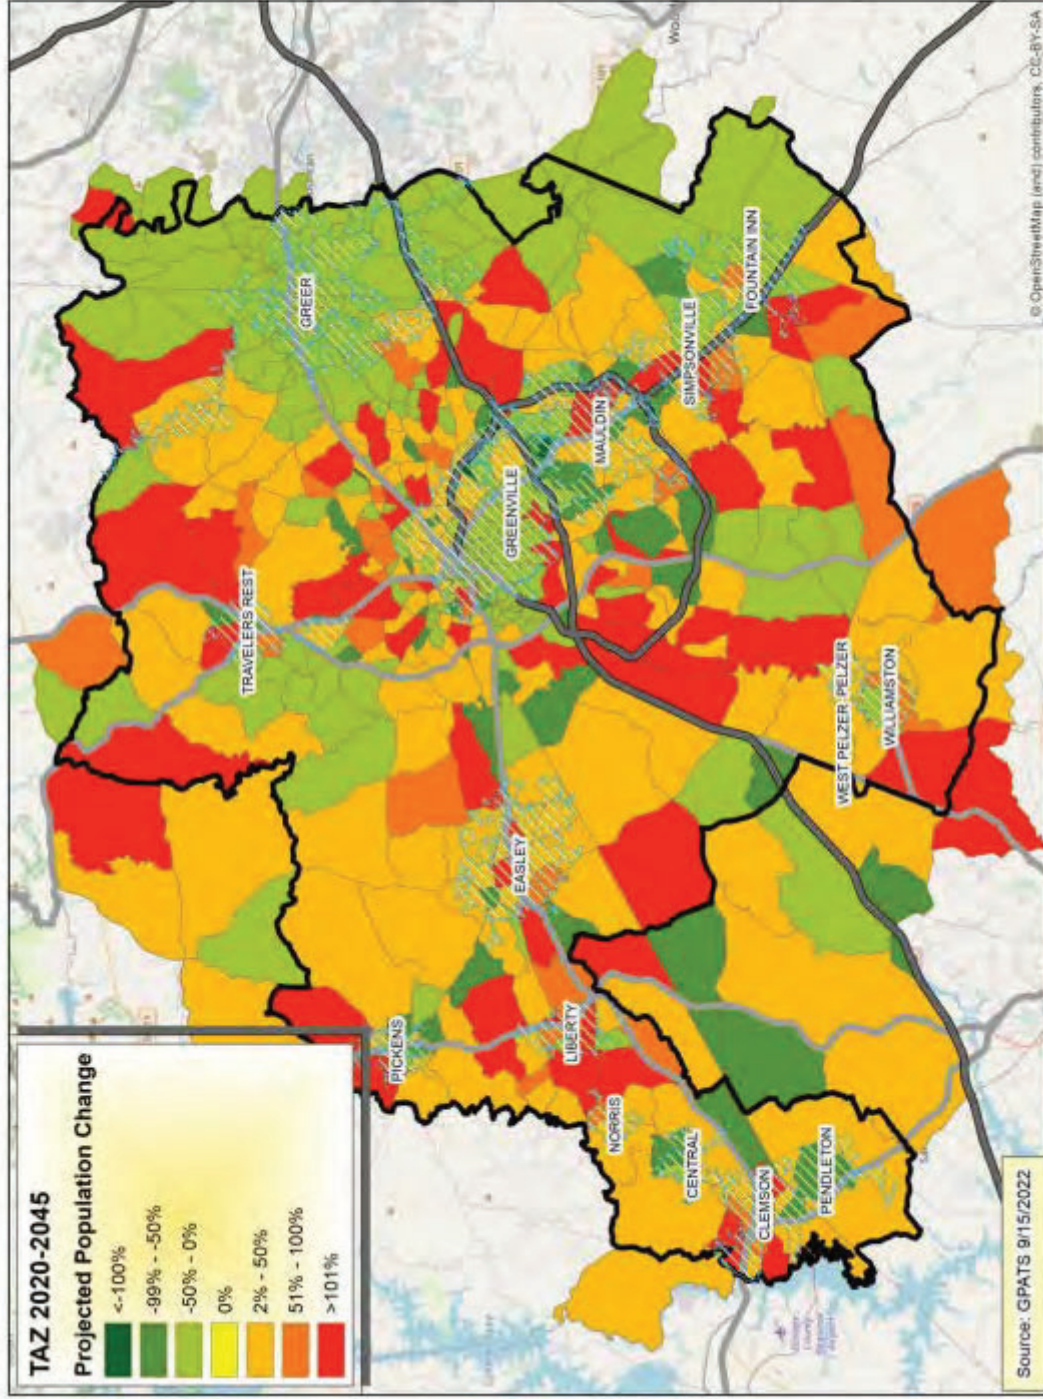 TAZ 2020-2045
Projected Population Change
<-100%
-99% - -50%
-50% - 0%
0%
2% - 50%
51% - 100%
>101%
TRAVELERS REST
GREER
PICKENS
EASLEY
GREENVILLE
LIBERTY
MAULDIN
NORRIS
SIMPSONVILLE
CENTRAL
FOUNTAIN INN
CLEMSON
PENDLETON
WEST PELZER
PELZER
WILLIAMSTON
Source: GPATS 9/15/2022
© OpenStreetMap (and) contributors, CC-BY-SA